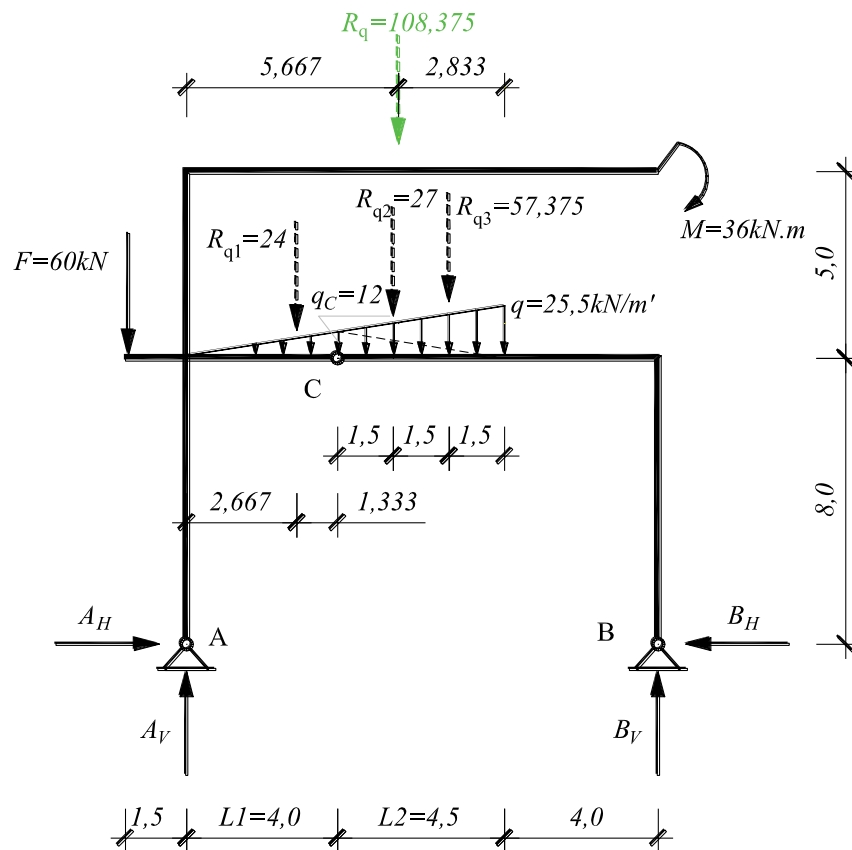 Rq=108,375
5,667
2,833
Rq2=27
Rq3=57,375
M=36kN.m
Rq1=24
F=60kN
5,0
qC=12
q=25,5kN/m'
C
1,5
1,5
1,5
2,667
1,333
8,0
AH
A
B
BH
AV
BV
1,5
L1=4,0
L2=4,5
4,0